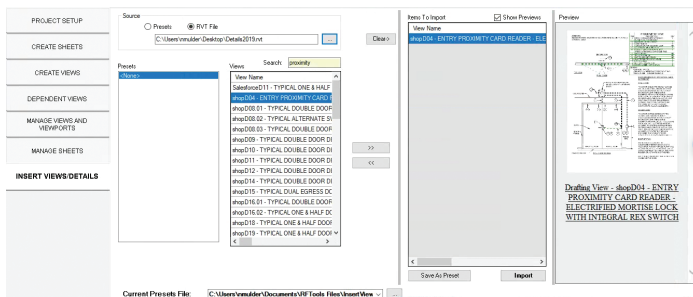 PROJECT SETUP
CREATE SHEETS
CREATE VIEWS
DEPENDENT VIEWS
MANAGE VIEWS AND
VIEWPORTS
MANAGE SHEETS
INSERT VIEWS/DETAILS
Source
Presets
RVT File
C:\Users\nmulder\Desktop\Details2019.rvt
...
Clear>
Presets
<None>
Views
Search:
proximity
View Name
SalesforceD11 - TYPICAL ONE & HALF
shopD04 - ENTRY PROXIMITY CARD R
shopD08.01 - TYPICAL DOUBLE DOOR
shopD08.02 - TYPICAL ALTERNATE SV
shopD08.03 - TYPICAL DOUBLE DOOR
shopD09 - TYPICAL DOUBLE DOOR DI
shopD10 - TYPICAL DOUBLE DOOR DI
shopD11 - TYPICAL DOUBLE DOOR DI
shopD12 - TYPICAL DOUBLE DOOR DI
shopD14 - TYPICAL DOUBLE DOOR DI
shopD15 - TYPICAL DUAL EGRESS DO
shopD16.01 - TYPICAL DOUBLE DOOR
shopD16.02 - TYPICAL ONE & HALF DO
shopD18 - TYPICAL ONE & HALF DOOF
shopD19 - TYPICAL ONE & HALF DOOF
>>
<<
Items To Import
Show Previews
View Name
shopD04 - ENTRY PROXIMITY CARD READER - ELE
Save As Preset
Import
Preview
Drafting View - shopD04 - ENTRY
PROXIMITY CARD READER -
ELECTRIFIED MORTISE LOCK
WITH INTEGRAL REX SWITCH
Current Presets File:
C:\Users\nmulder\Documents\RFTools Files\InsertView
...